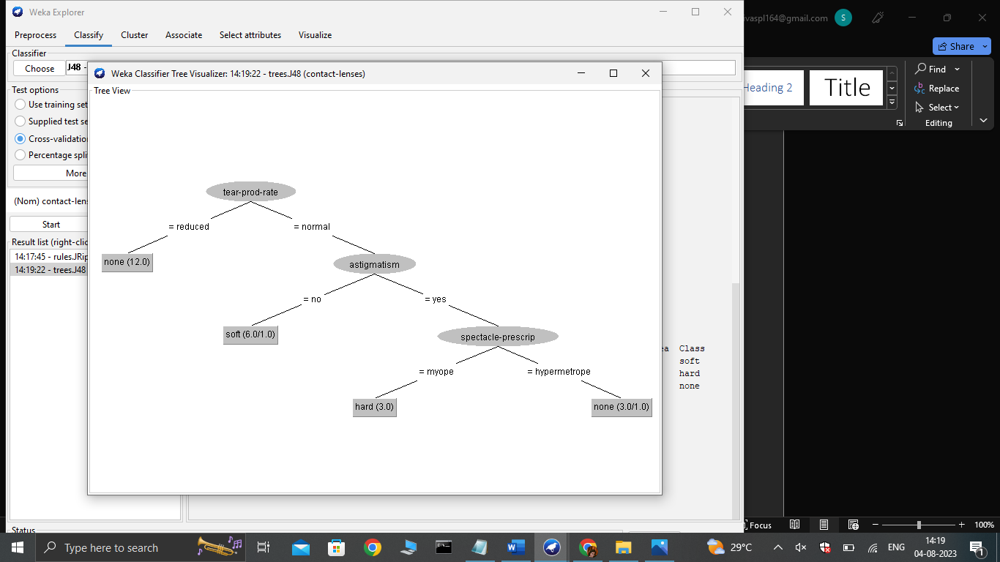 Weka Explorer
ivaspl164@gmail.com
S
Preprocess Classify Cluster Associate Select attributes Visualize
Share
Classifier
Choose J48 -
Weka Classifier Tree Visualizer: 14:19:22 - trees.J48 (contact-lenses)
Tree View
Find
Heading 2
Title
Replace
Select
Editing
Test options
Use training set
Supplied test se
Cross-validatio
Percentage spli
More
(Nom) contact-lens
Start
Result list (right-clic
14:17:45 - rules.JRip
14:19:22 - trees.J48
tear-prod-rate
= reduced = normal
none (12.0)
astigmatism
= no = yes
soft (6.0/1.0)
spectacle-prescrip
= myope = hypermetrope
hard (3.0) none (3.0/1.0)
ea Class
soft
hard
none
Status
Focus
100%
Type here to search
29°C
ENG
14:19
04-08-2023
1